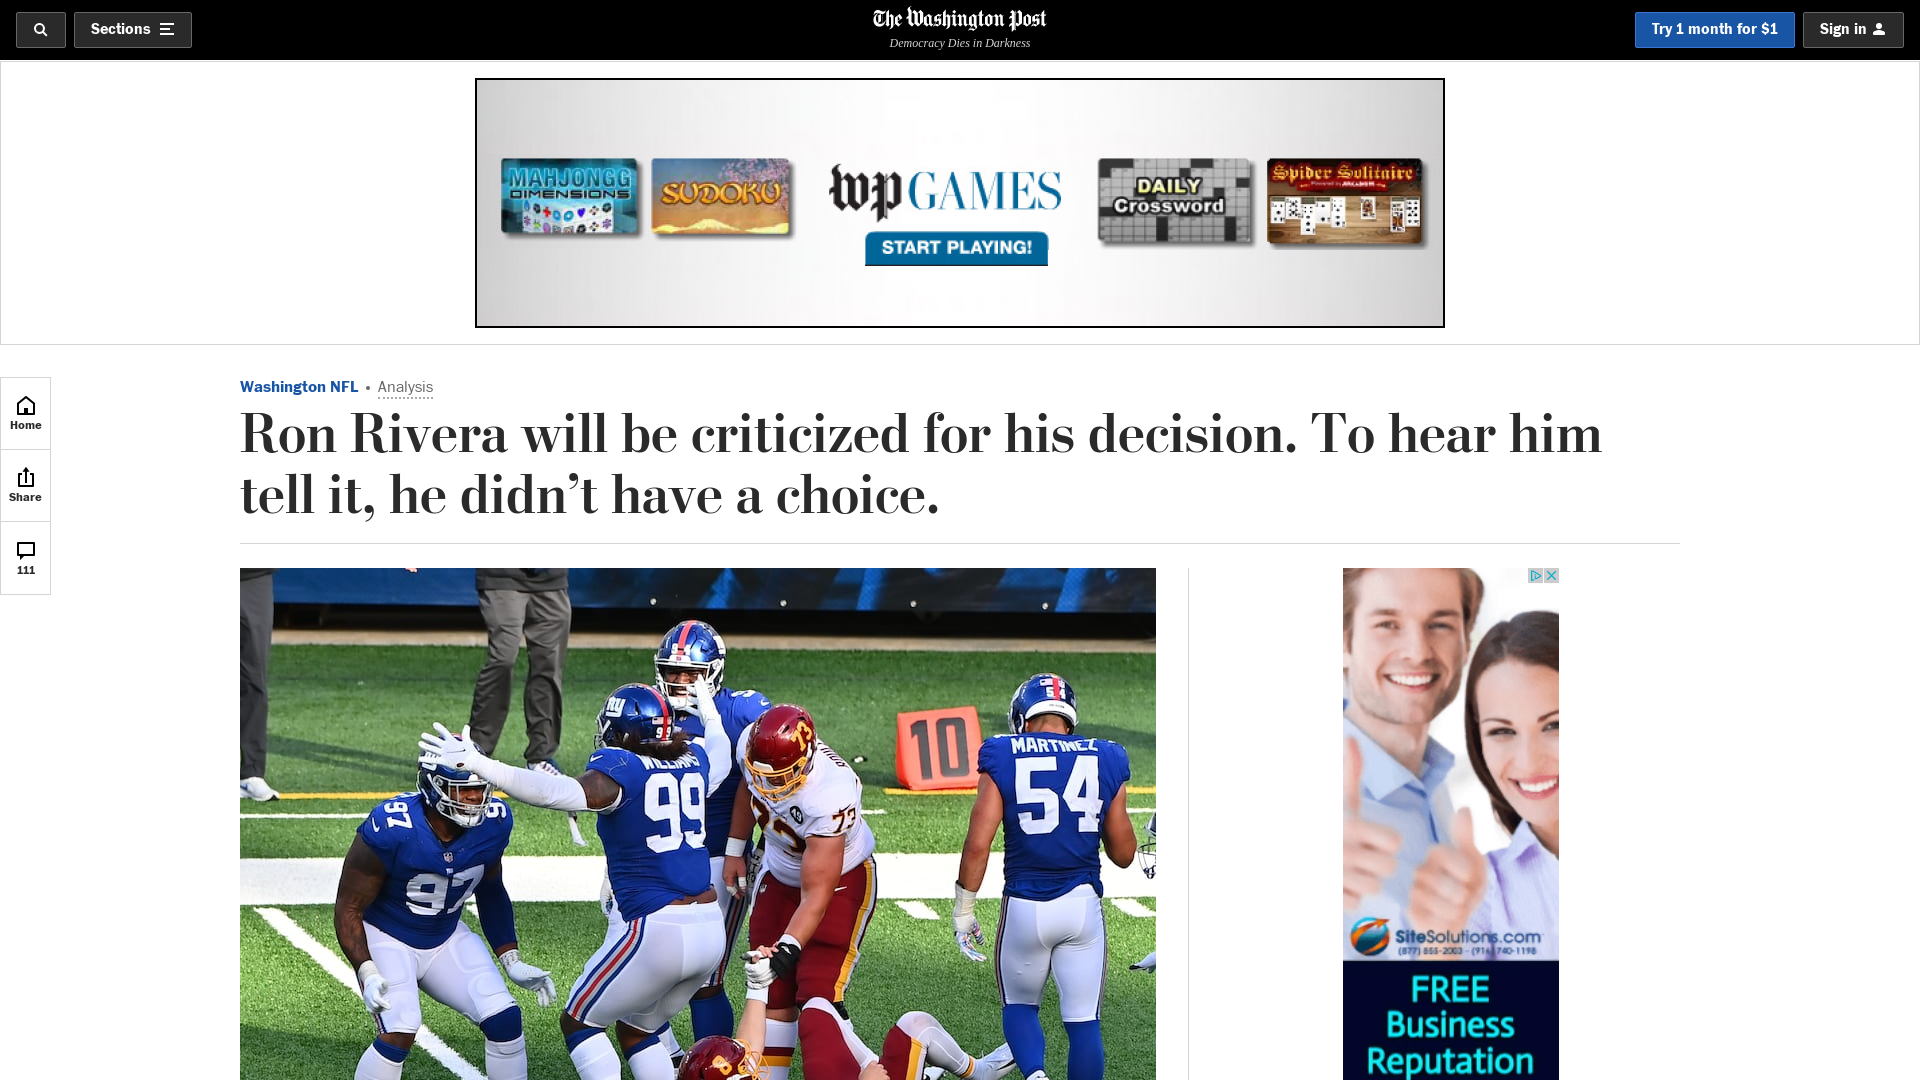 Sections
The Washington Post
Democracy Dies in Darkness
Try 1 month for $1
Sign in
MAHJONGG
DIMENSIONS
SUDOKU
wp GAMES
START PLAYING!
DAILY
Crossword
Spider Solitaire
Home
Share
111
Washington NFL • Analysis
Ron Rivera will be criticized for his decision. To hear him
tell it, he didn’t have a choice.
10
MARTINEZ
54
WILLIAMS
99
97
73
73
8
SiteSolutions.com
(877) 855-2003 - (916) 740-1198
FREE
Business
Reputation